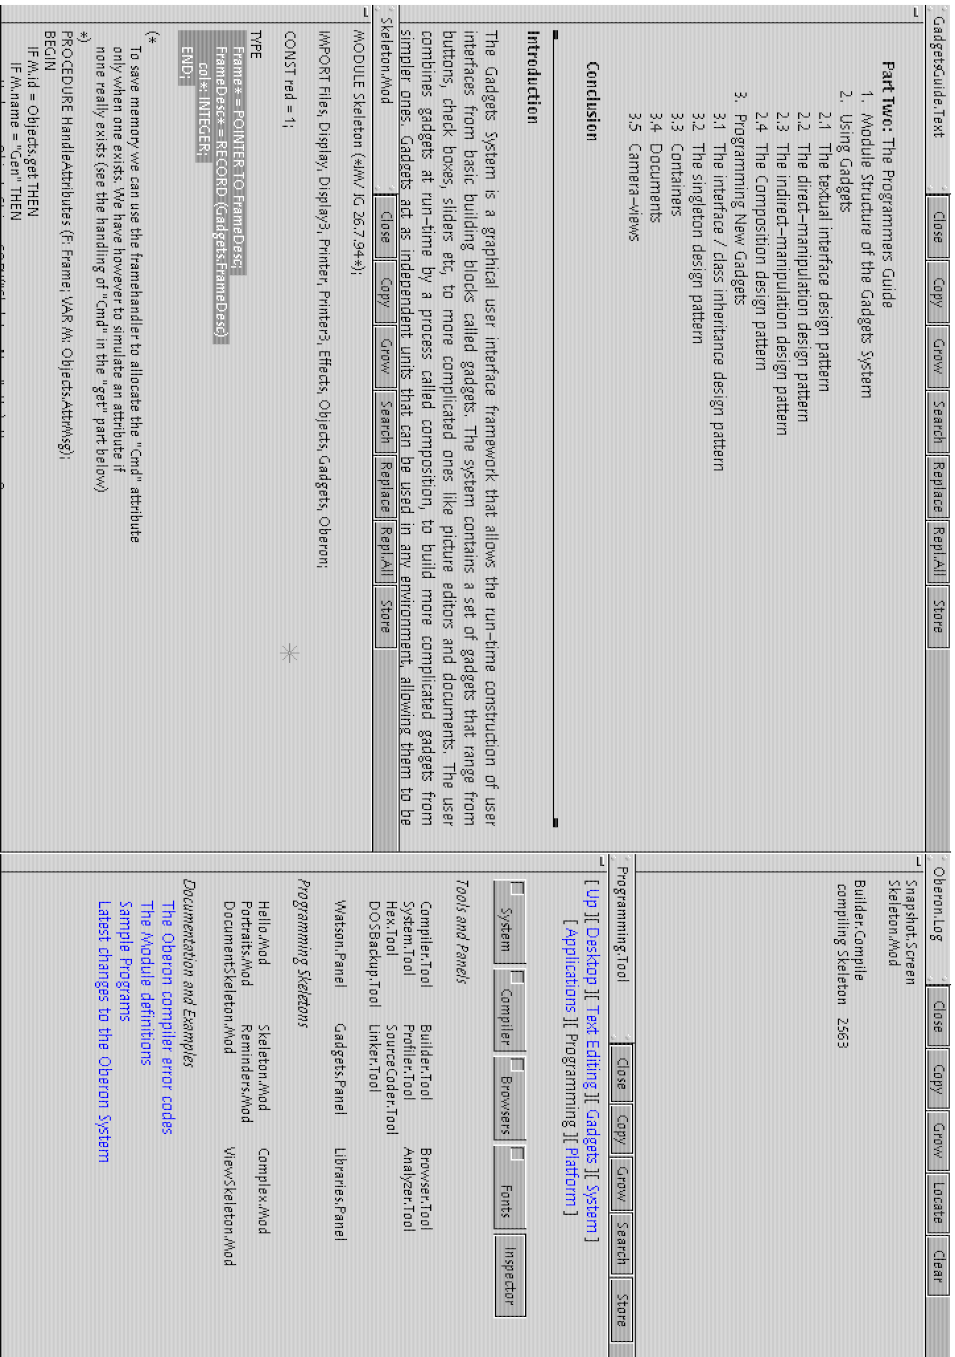 GadgetsGuide.Text Close Copy Grow Search Replace Repl.All Store
Part Two: The Programmers Guide
1. Module Structure of the Gadgets System
2. Using Gadgets
2.1 The textual interface design pattern
2.2 The direct-manipulation design pattern
2.3 The indirect-manipulation design pattern
2.4 The Composition design pattern
3. Programming New Gadgets
3.1 The interface / class inheritance design pattern
3.2 The singleton design pattern
3.3 Containers
3.4 Documents
3.5 Camera-views
Conclusion
Introduction
The Gadgets System is a graphical user interface framework that allows the run-time construction of user
interfaces from basic building blocks called gadgets. The system contains a set of gadgets that range from
buttons, check boxes, sliders etc, to more complicated ones like picture editors and documents. The user
combines gadgets at run-time by a process called composition, to build more complicated gadgets from
simpler ones. Gadgets act as independent units that can be used in any environment, allowing them to be
Skeleton.Mod Close Copy Grow Search Replace Repl.All Store
MODULE Skeleton (*JM/ JG 26.7.94*);
IMPORT Files, Display, Display3, Printer, Printer3, Effects, Objects, Gadgets, Oberon;
CONST red = 1;
TYPE
Frame* = POINTER TO FrameDesc;
FrameDesc* = RECORD (Gadgets.FrameDesc)
col*: INTEGER;
END;
(*
To save memory we can use the framehandler to allocate the "Cmd" attribute
only when one exists. We have however to simulate an attribute if
none really exists (see the handling of "Cmd" in the "get" part below)
*)
PROCEDURE HandleAttributes (F: Frame; VAR M: Objects.AttrMsg);
BEGIN
IF M.id = Objects.get THEN
IF M.name = "Gen" THEN
Oberon.Log Close Copy Grow Locate Clear
Snapshot.Screen
Skeleton.Mod
Builder.Compile
compiling Skeleton 2563
Programming.Tool Close Copy Grow Search Store
[ Up ][ Desktop ][ Text Editing ][ Gadgets ][ System ]
[ Applications ][ Programming ][ Platform ]
System Compiler Browsers Fonts Inspector
Tools and Panels
Compiler.Tool Builder.Tool Browser.Tool
System.Tool Profiler.Tool Analyzer.Tool
Hex.Tool SourceCoder.Tool
DOSBackup.Tool Linker.Tool
Watson.Panel Gadgets.Panel Libraries.Panel
Programming Skeletons
Hello.Mod Skeleton.Mod Complex.Mod
Portraits.Mod Reminders.Mod
DocumentSkeleton.Mod ViewSkeleton.Mod
Documentation and Examples
The Oberon compiler error codes
The Module definitions
Sample Programs
Latest changes to the Oberon System